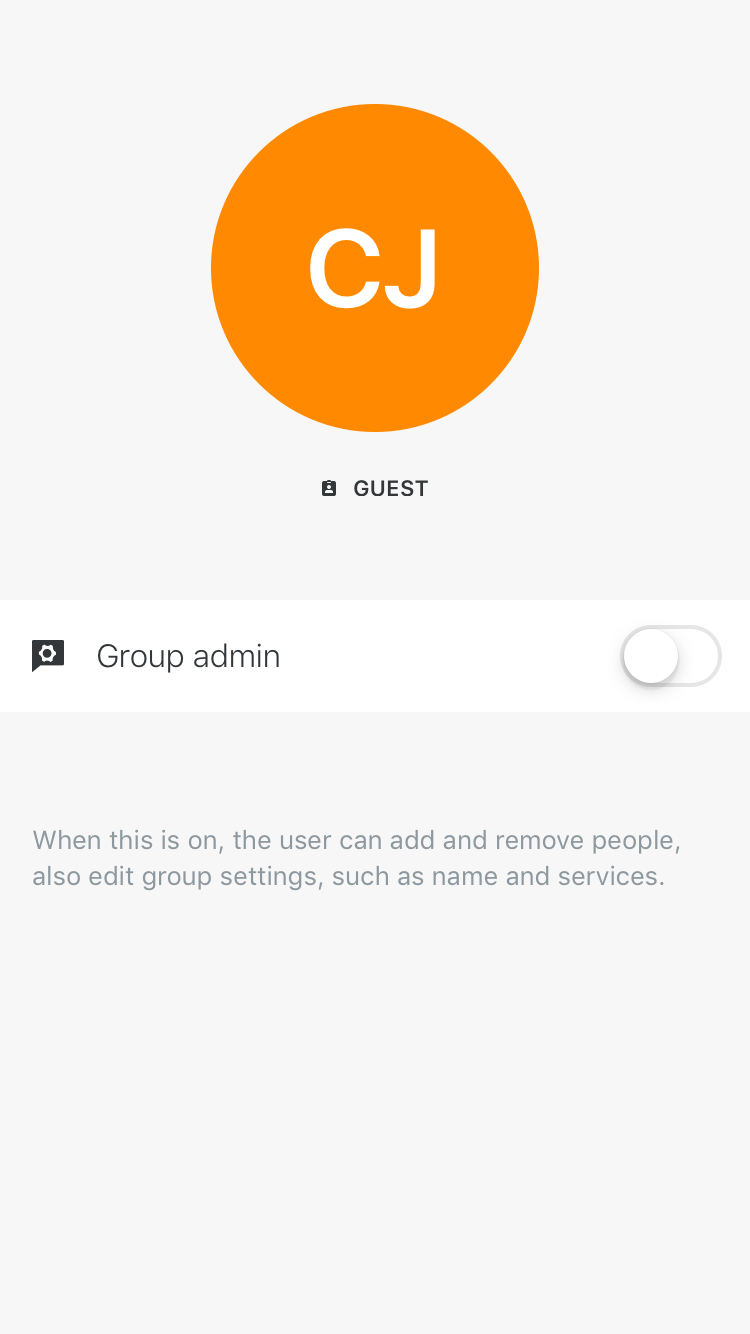 CJ
GUEST
Group admin
When this is on, the user can add and remove people,
also edit group settings, such as name and services.